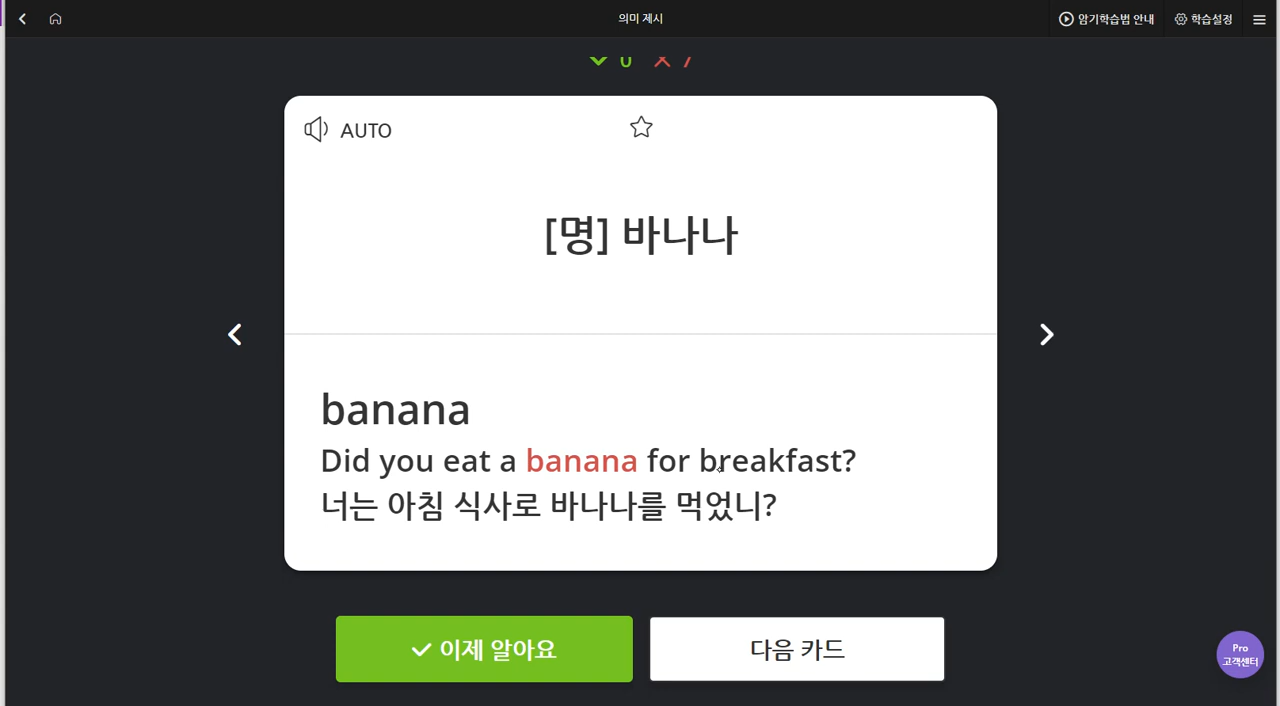 의미 제시
암기학습법 안내
학습설정
AUTO
[명] 바나나
banana
Did you eat a banana for breakfast?
너는 아침 식사로 바나나를 먹었니?
이제 알아요
다음 카드
Pro
고객센터